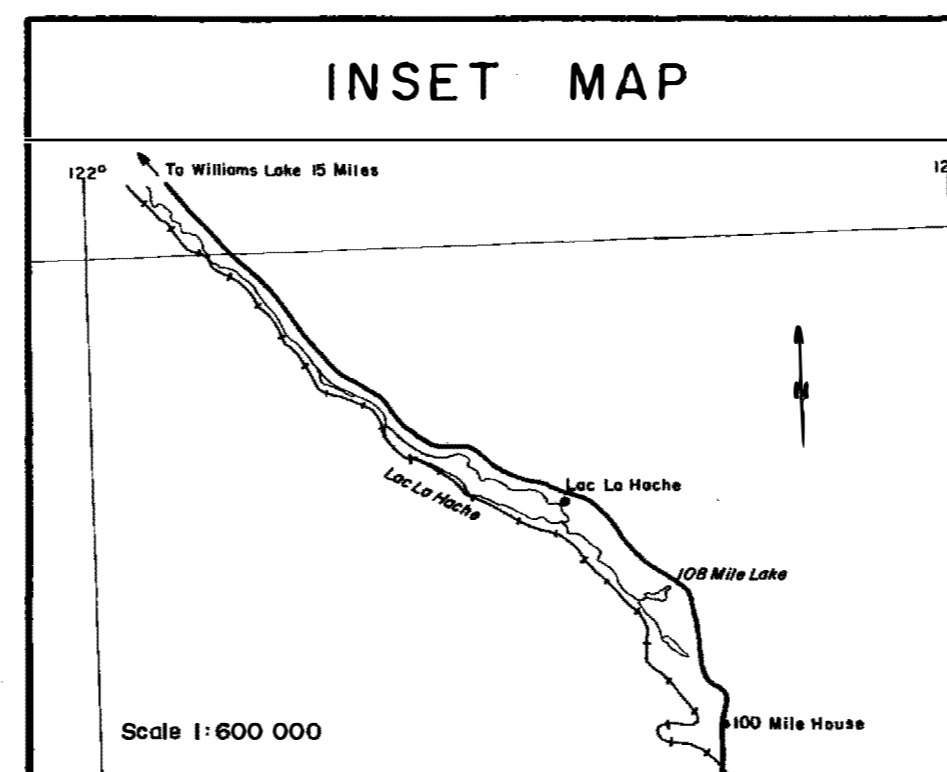 INSET MAP
To Williams Lake 15 Miles
122°
12
Lac La Hache
Lac La Hache
108 Mile Lake
N
100 Mile House
Scale 1:600 000